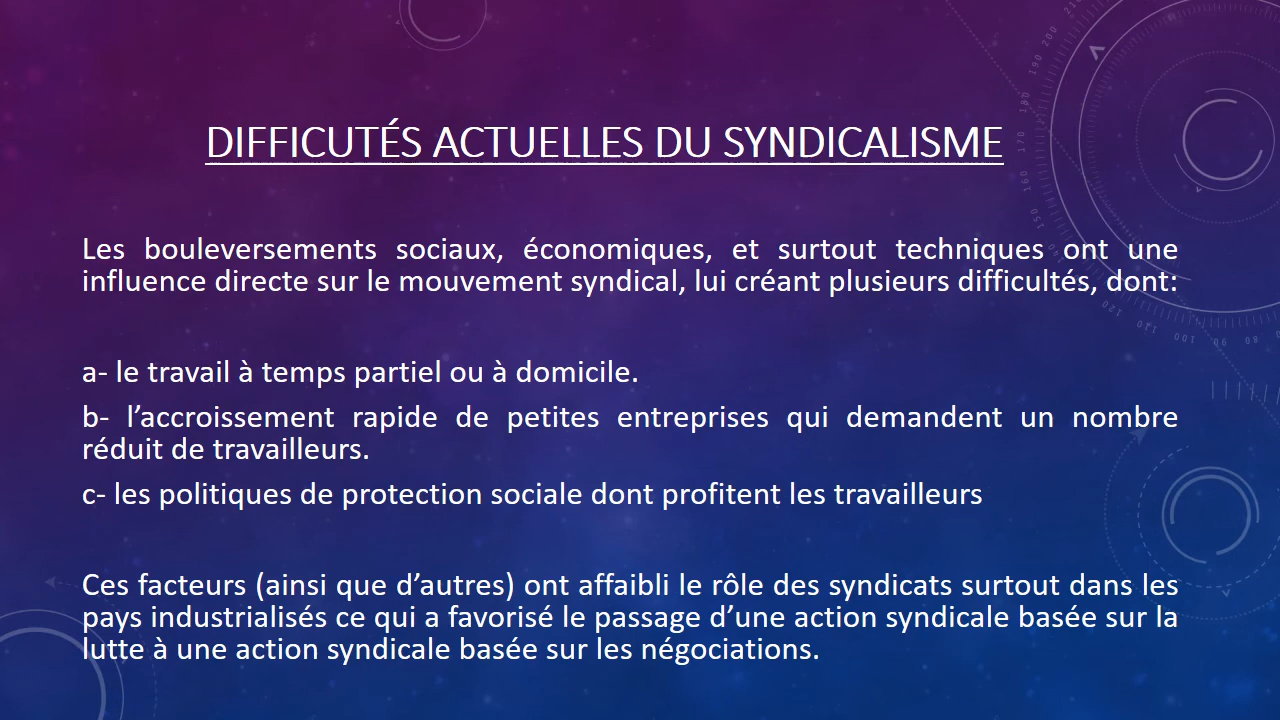 DIFFICUTÉS ACTUELLES DU SYNDICALISME
Les bouleversements sociaux, économiques, et surtout techniques ont une
influence directe sur le mouvement syndical, lui créant plusieurs difficultés, dont:
a- le travail à temps partiel ou à domicile.
b- l’accroissement rapide de petites entreprises qui demandent un nombre
réduit de travailleurs.
c- les politiques de protection sociale dont profitent les travailleurs
Ces facteurs (ainsi que d’autres) ont affaibli le rôle des syndicats surtout dans les
pays industrialisés ce qui a favorisé le passage d’une action syndicale basée sur la
lutte à une action syndicale basée sur les négociations.